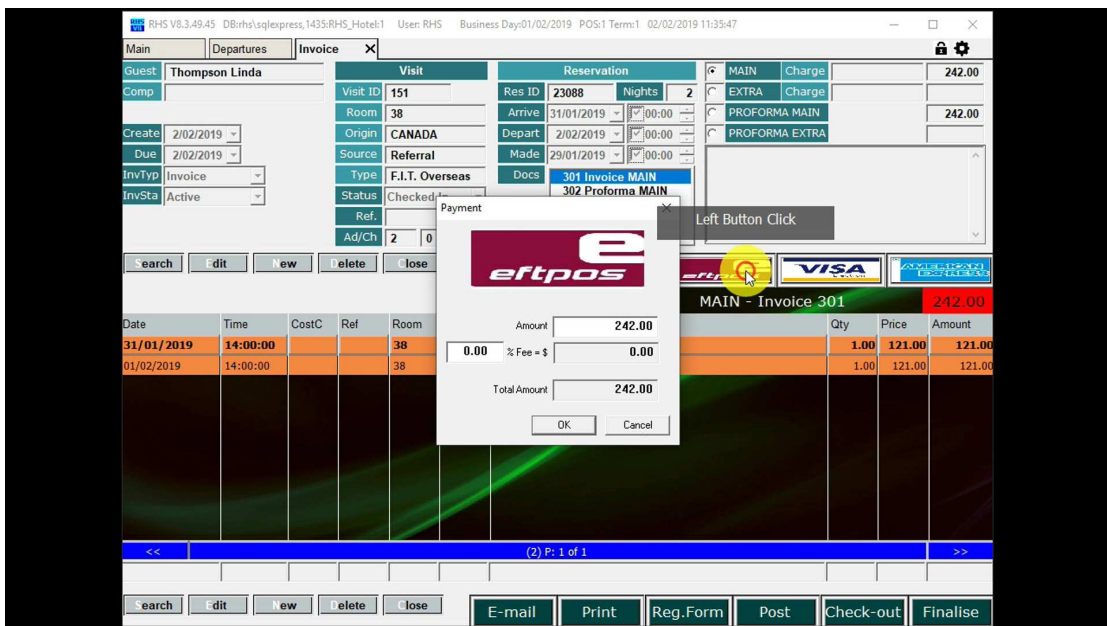 RHS V8.3.49.45 DB:rhs\sqlexpress,1435:RHS_Hotel:1 User: RHS Business Day:01/02/2019 POS:1 Term:1 02/02/2019 11:35:47
Main Departures Invoice X
Guest Thompson Linda Visit Reservation MAIN Charge 242.00
Comp Visit ID 151 Res ID 23088 Nights 2 EXTRA Charge
Room 38 Arrive 31/01/2019 00:00 PROFORMA MAIN 242.00
Create 2/02/2019 Origin CANADA Depart 2/02/2019 00:00 PROFORMA EXTRA
Due 2/02/2019 Source Referral Made 29/01/2019 00:00
InvTyp Invoice Type F.I.T. Overseas Docs 301 Invoice MAIN
InvSta Active Status Checked 302 Proforma MAIN
Payment
Ref. Left Button Click
Ad/Ch 2 0
Search Edit New Delete Close eftpos VISA AMERICAN EXPRESS
eftpos
MAIN - Invoice 301 242.00
Date Time CostC Ref Room Qty Price Amount
Amount 242.00
31/01/2019 14:00:00 38 1.00 121.00 121.00
0.00 % Fee = $ 0.00
01/02/2019 14:00:00 38 1.00 121.00 121.00
Total Amount 242.00
OK Cancel
<< (2) P: 1 of 1 >>
Search Edit New Delete Close E-mail Print Reg.Form Post Check-out Finalise